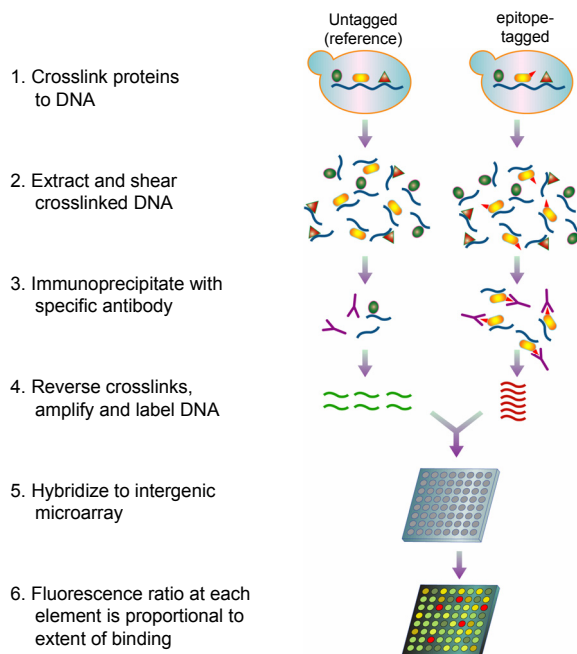 Untagged
(reference)
epitope-
tagged
1. Crosslink proteins
to DNA
2. Extract and shear
crosslinked DNA
3. Immunoprecipitate with
specific antibody
4. Reverse crosslinks,
amplify and label DNA
5. Hybridize to intergenic
microarray
6. Fluorescence ratio at each
element is proportional to
extent of binding